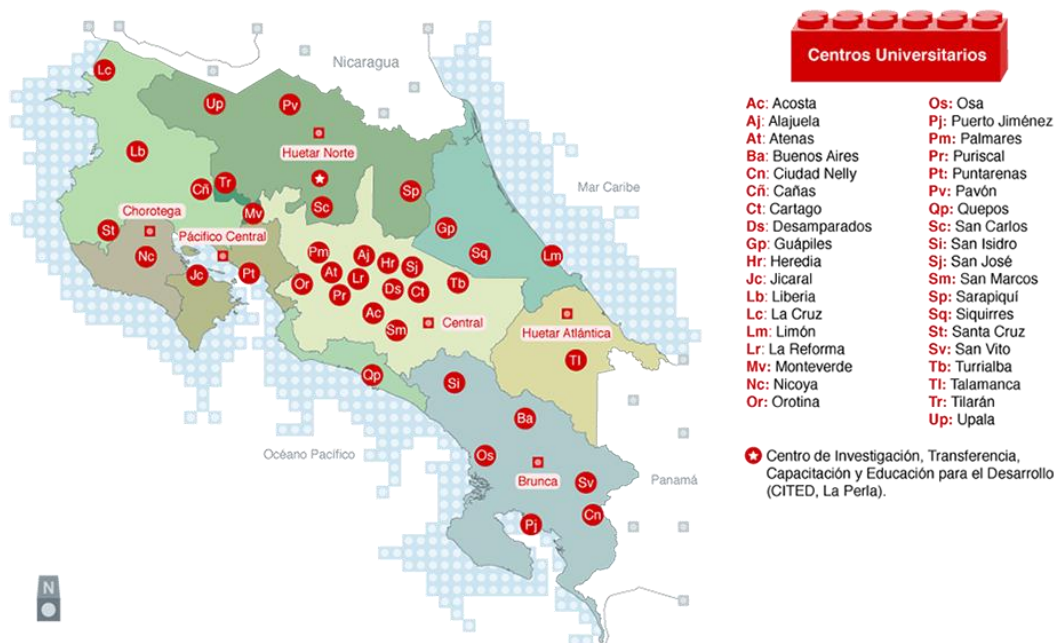 Nicaragua
Mar Caribe
Océano Pacífico
Panamá
Lc
Up
Pv
Huetar Norte
Lb
Cñ
Tr
Sp
Sc
Mv
Chorotega
St
Pácifico Central
Nc
Jc
Pt
Gp
Sq
Lm
Pm
Aj
Hr
Sj
At
Lr
Or
Pr
Ds
Ct
Tb
Ac
Sm
Central
Huetar Atlántica
Tl
Qp
Si
Ba
Os
Brunca
Sv
Cn
Pj
N
Centros Universitarios
Ac: Acosta
Aj: Alajuela
At: Atenas
Ba: Buenos Aires
Cn: Ciudad Nelly
Cñ: Cañas
Ct: Cartago
Ds: Desamparados
Gp: Guápiles
Hr: Heredia
Jc: Jicaral
Lb: Liberia
Lc: La Cruz
Lm: Limón
Lr: La Reforma
Mv: Monteverde
Nc: Nicoya
Or: Orotina
Os: Osa
Pj: Puerto Jiménez
Pm: Palmares
Pr: Puriscal
Pt: Puntarenas
Pv: Pavón
Qp: Quepos
Sc: San Carlos
Si: San Isidro
Sj: San José
Sm: San Marcos
Sp: Sarapiquí
Sq: Siquirres
St: Santa Cruz
Sv: San Vito
Tb: Turrialba
Tl: Talamanca
Tr: Tilarán
Up: Upala
Centro de Investigación, Transferencia,
Capacitación y Educación para el Desarrollo
(CITED, La Perla).